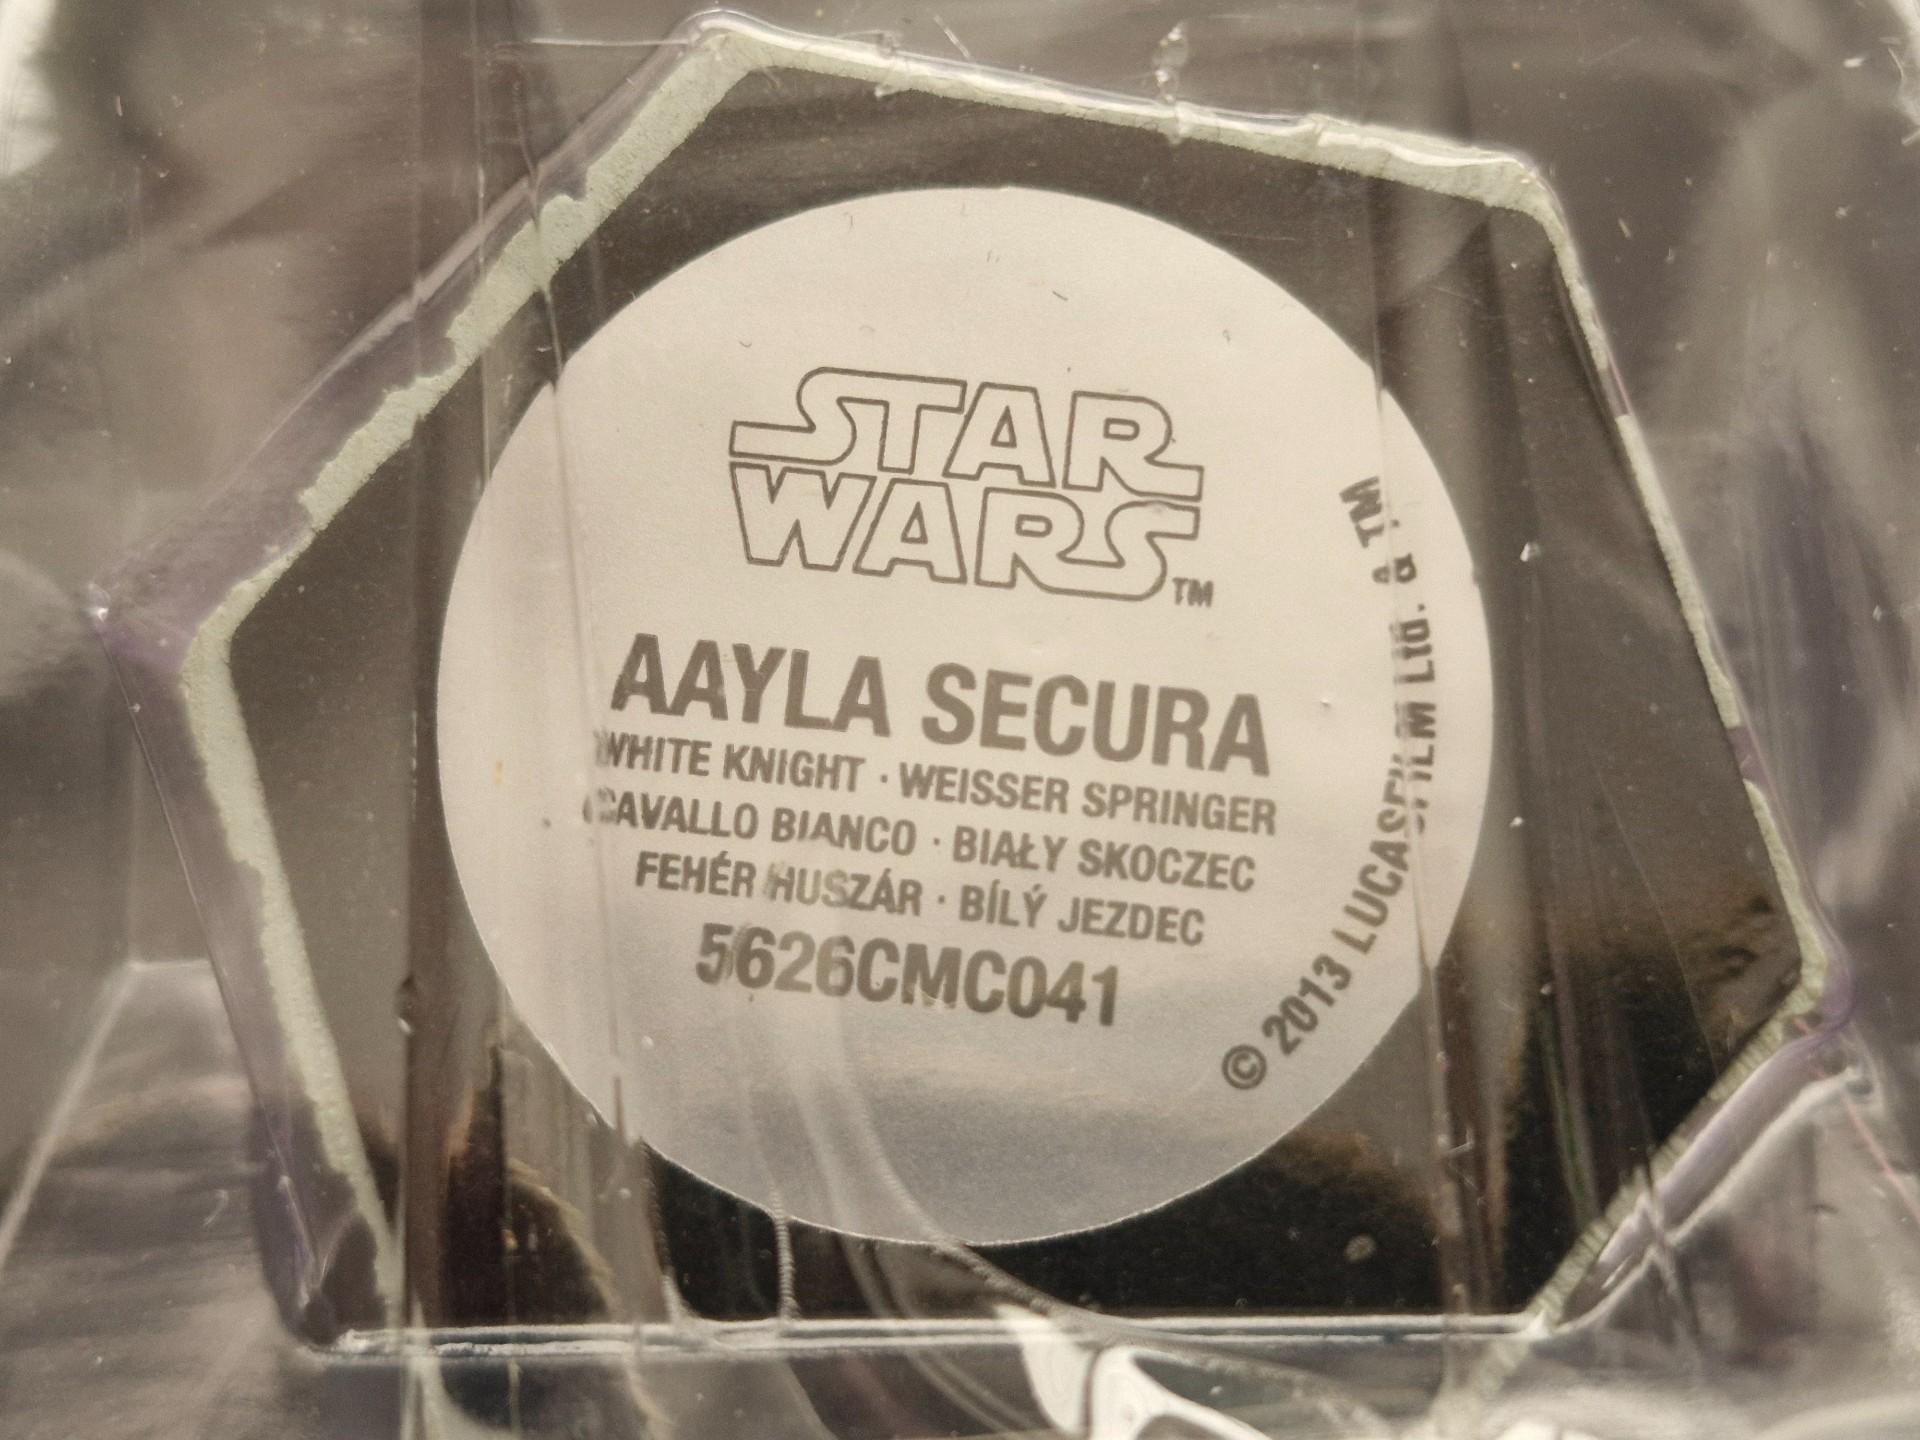 STAR
WARS™
AAYLA SECURA
WHITE KNIGHT · WEISSER SPRINGER
CAVALLO BIANCO · BIAŁY SKOCZEC
FEHÉR HUSZÁR · BÍLÝ JEZDEC
5626CMC041
© 2013 LUCASFILM Ltd. & TM